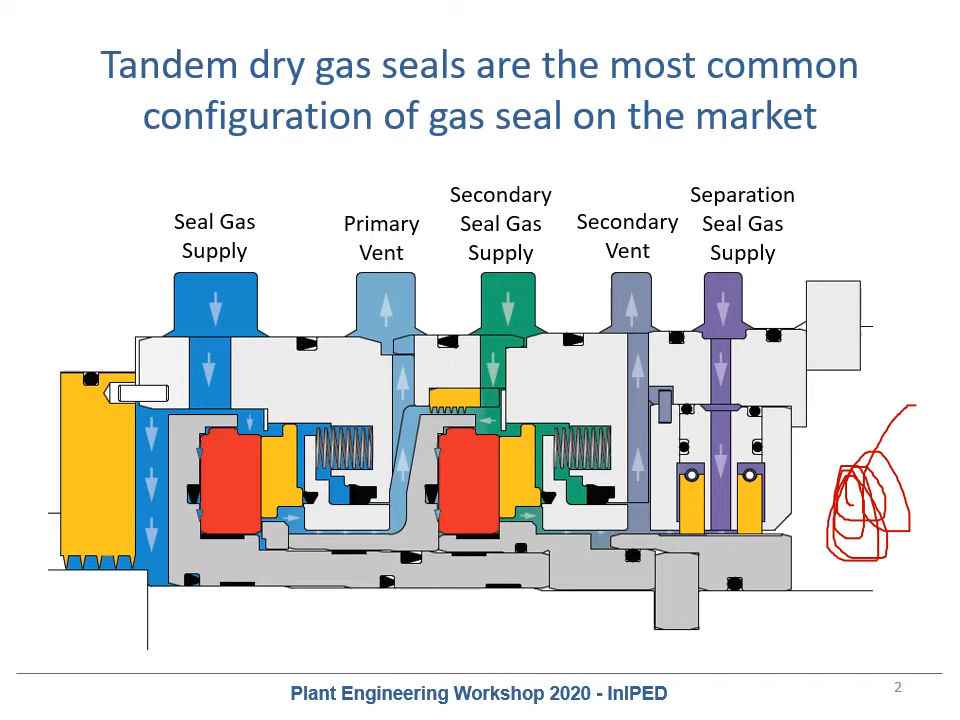 Tandem dry gas seals are the most common
configuration of gas seal on the market
Seal Gas
Supply
Primary
Vent
Secondary
Seal Gas
Supply
Secondary
Vent
Separation
Seal Gas
Supply
Plant Engineering Workshop 2020 - InIPED
2